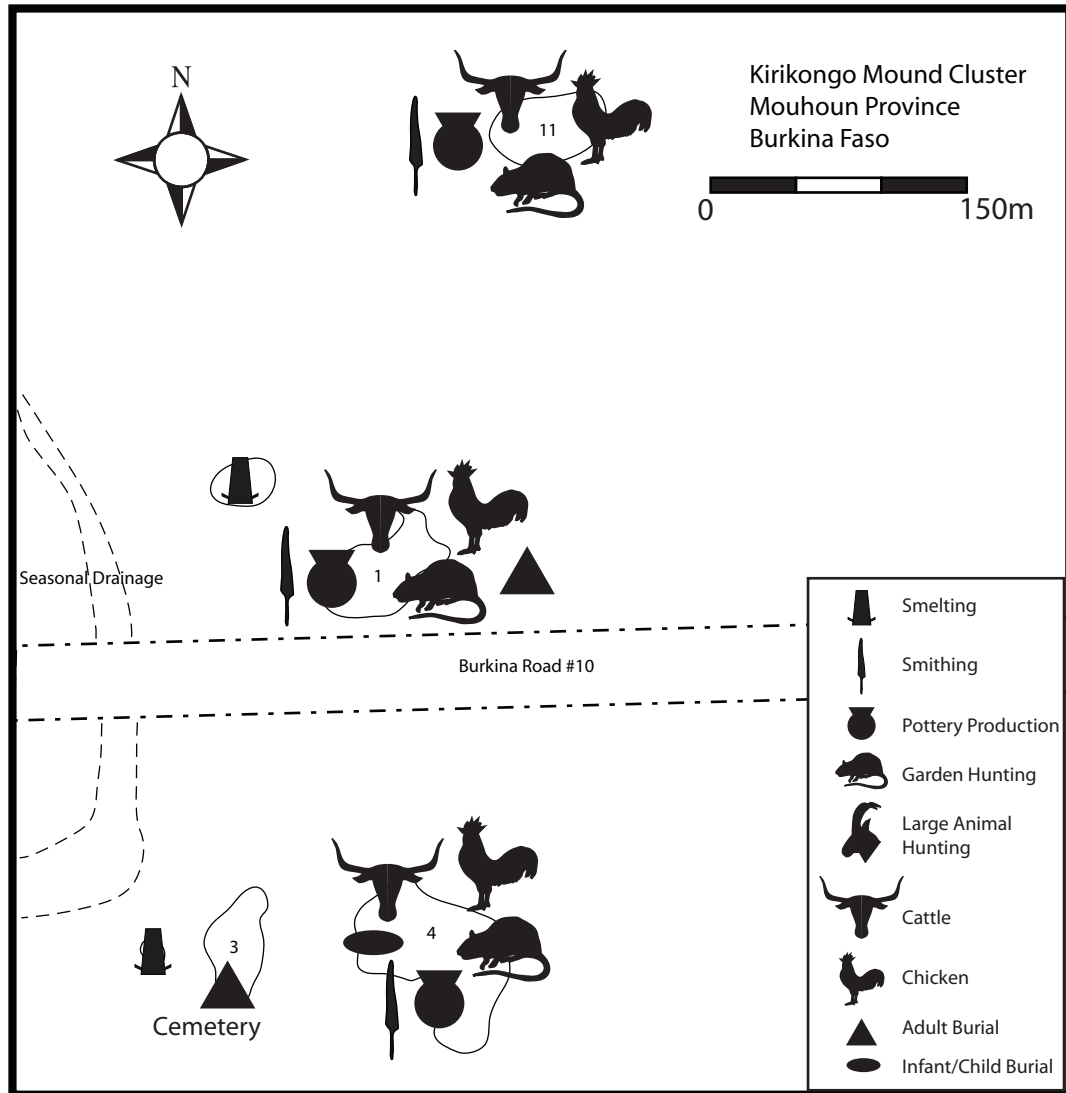 N
Kirikongo Mound Cluster
Mouhoun Province
Burkina Faso
0
150m
11
1
Seasonal Drainage
Burkina Road #10
4
3
Cemetery
Smelting
Smithing
Pottery Production
Garden Hunting
Large Animal
Hunting
Cattle
Chicken
Adult Burial
Infant/Child Burial